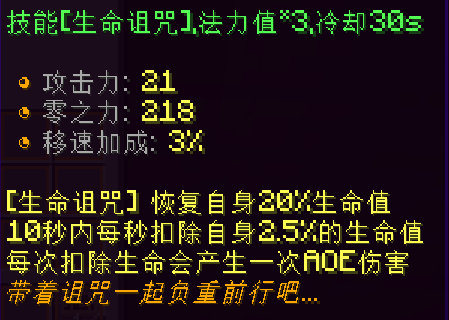 技能[生命诅咒],法力值*3,冷却30s
攻击力: 21
零之力: 218
移速加成: 3%
[生命诅咒] 恢复自身20%生命值
10秒内每秒扣除自身2.5%的生命值
每次扣除生命会产生一次AOE伤害
带着诅咒一起负重前行吧...